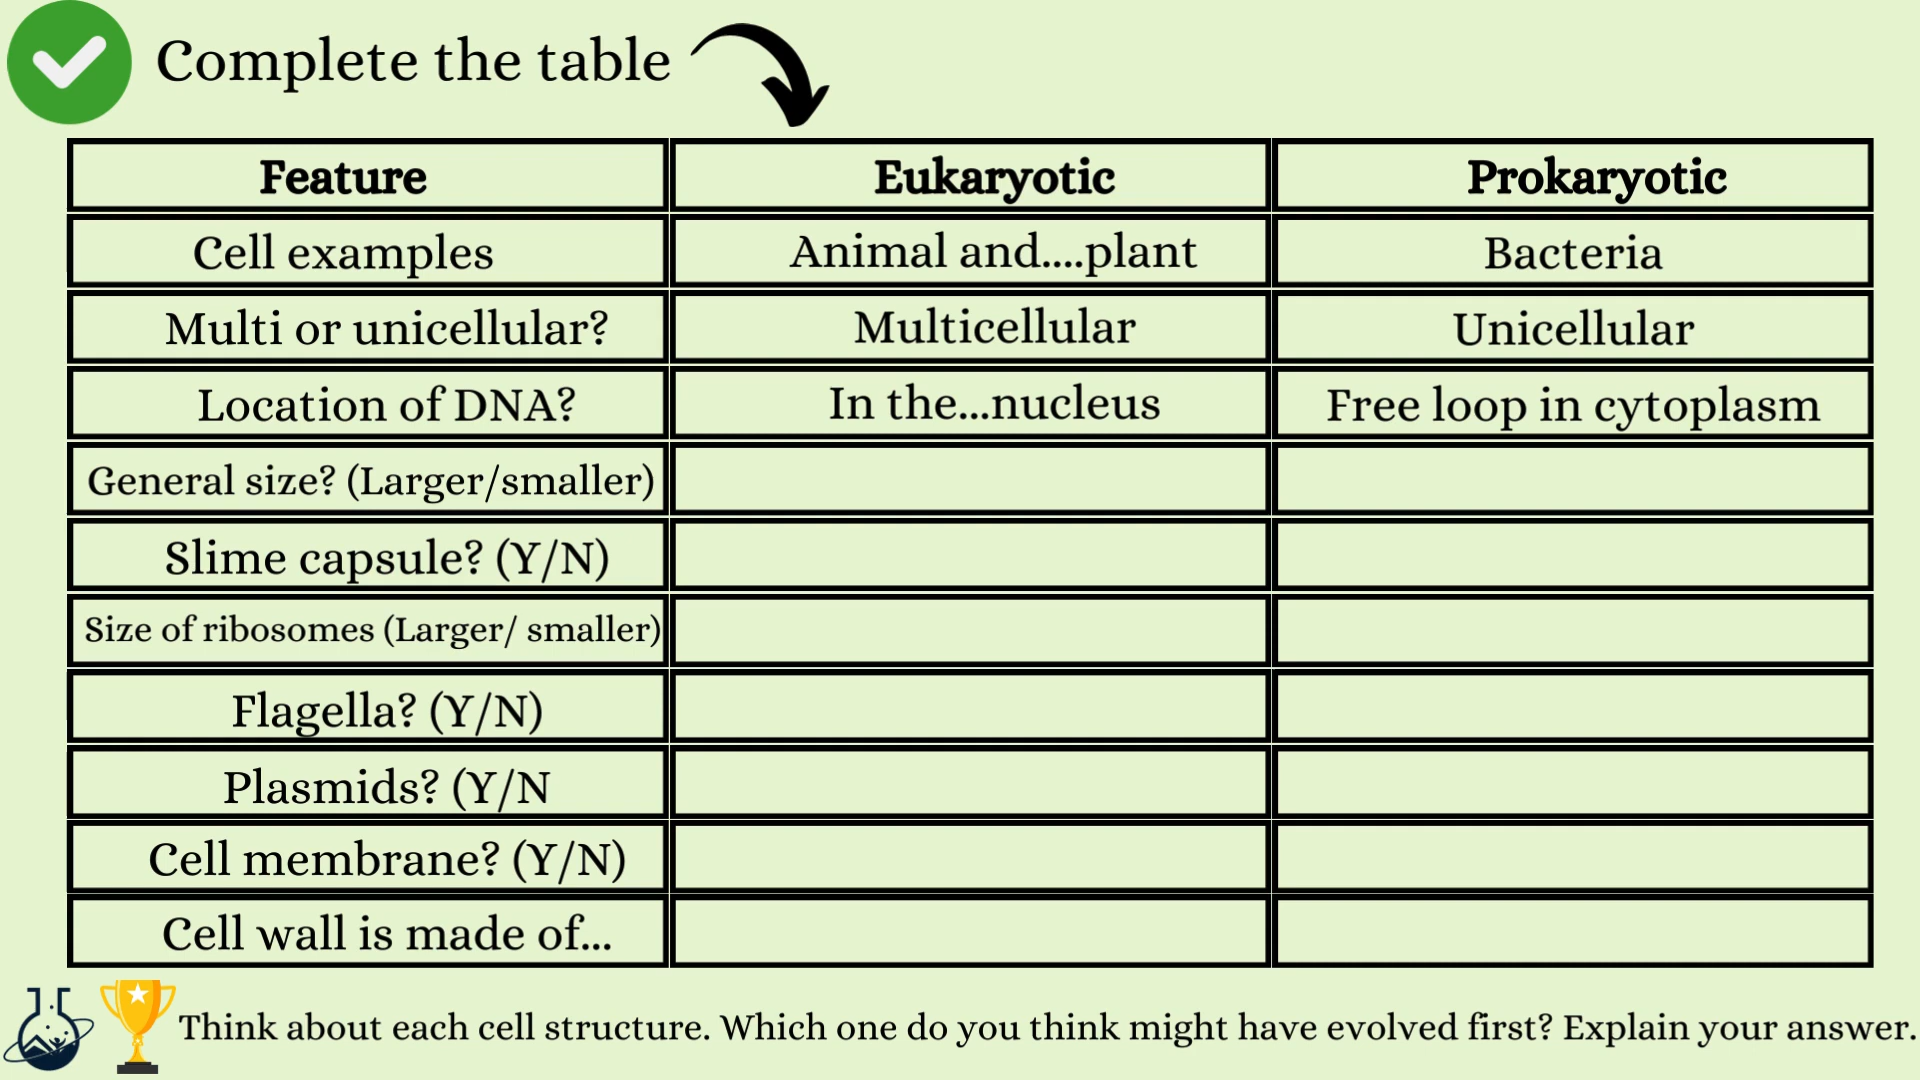 Complete the table
Feature Eukaryotic Prokaryotic
Cell examples Animal and....plant Bacteria
Multi or unicellular? Multicellular Unicellular
Location of DNA? In the...nucleus Free loop in cytoplasm
General size? (Larger/smaller)
Slime capsule? (Y/N)
Size of ribosomes (Larger/ smaller)
Flagella? (Y/N)
Plasmids? (Y/N
Cell membrane? (Y/N)
Cell wall is made of...
Think about each cell structure. Which one do you think might have evolved first? Explain your answer.